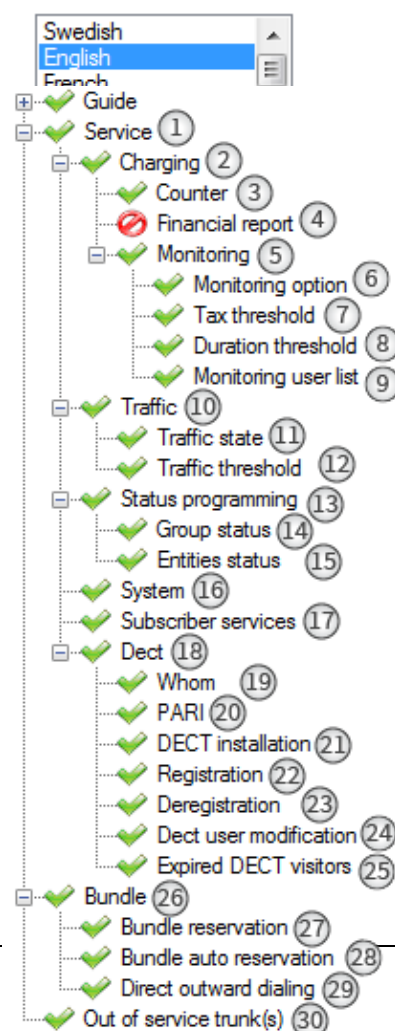 Swedish
English
French
Guide
Service 1
Charging 2
Counter 3
Financial report 4
Monitoring 5
Monitoring option 6
Tax threshold 7
Duration threshold 8
Monitoring user list 9
Traffic 10
Traffic state 11
Traffic threshold 12
Status programming 13
Group status 14
Entities status 15
System 16
Subscriber services 17
Dect 18
Whom 19
PARI 20
DECT installation 21
Registration 22
Deregistration 23
Dect user modification 24
Expired DECT visitors 25
Bundle 26
Bundle reservation 27
Bundle auto reservation 28
Direct outward dialing 29
Out of service trunk(s) 30